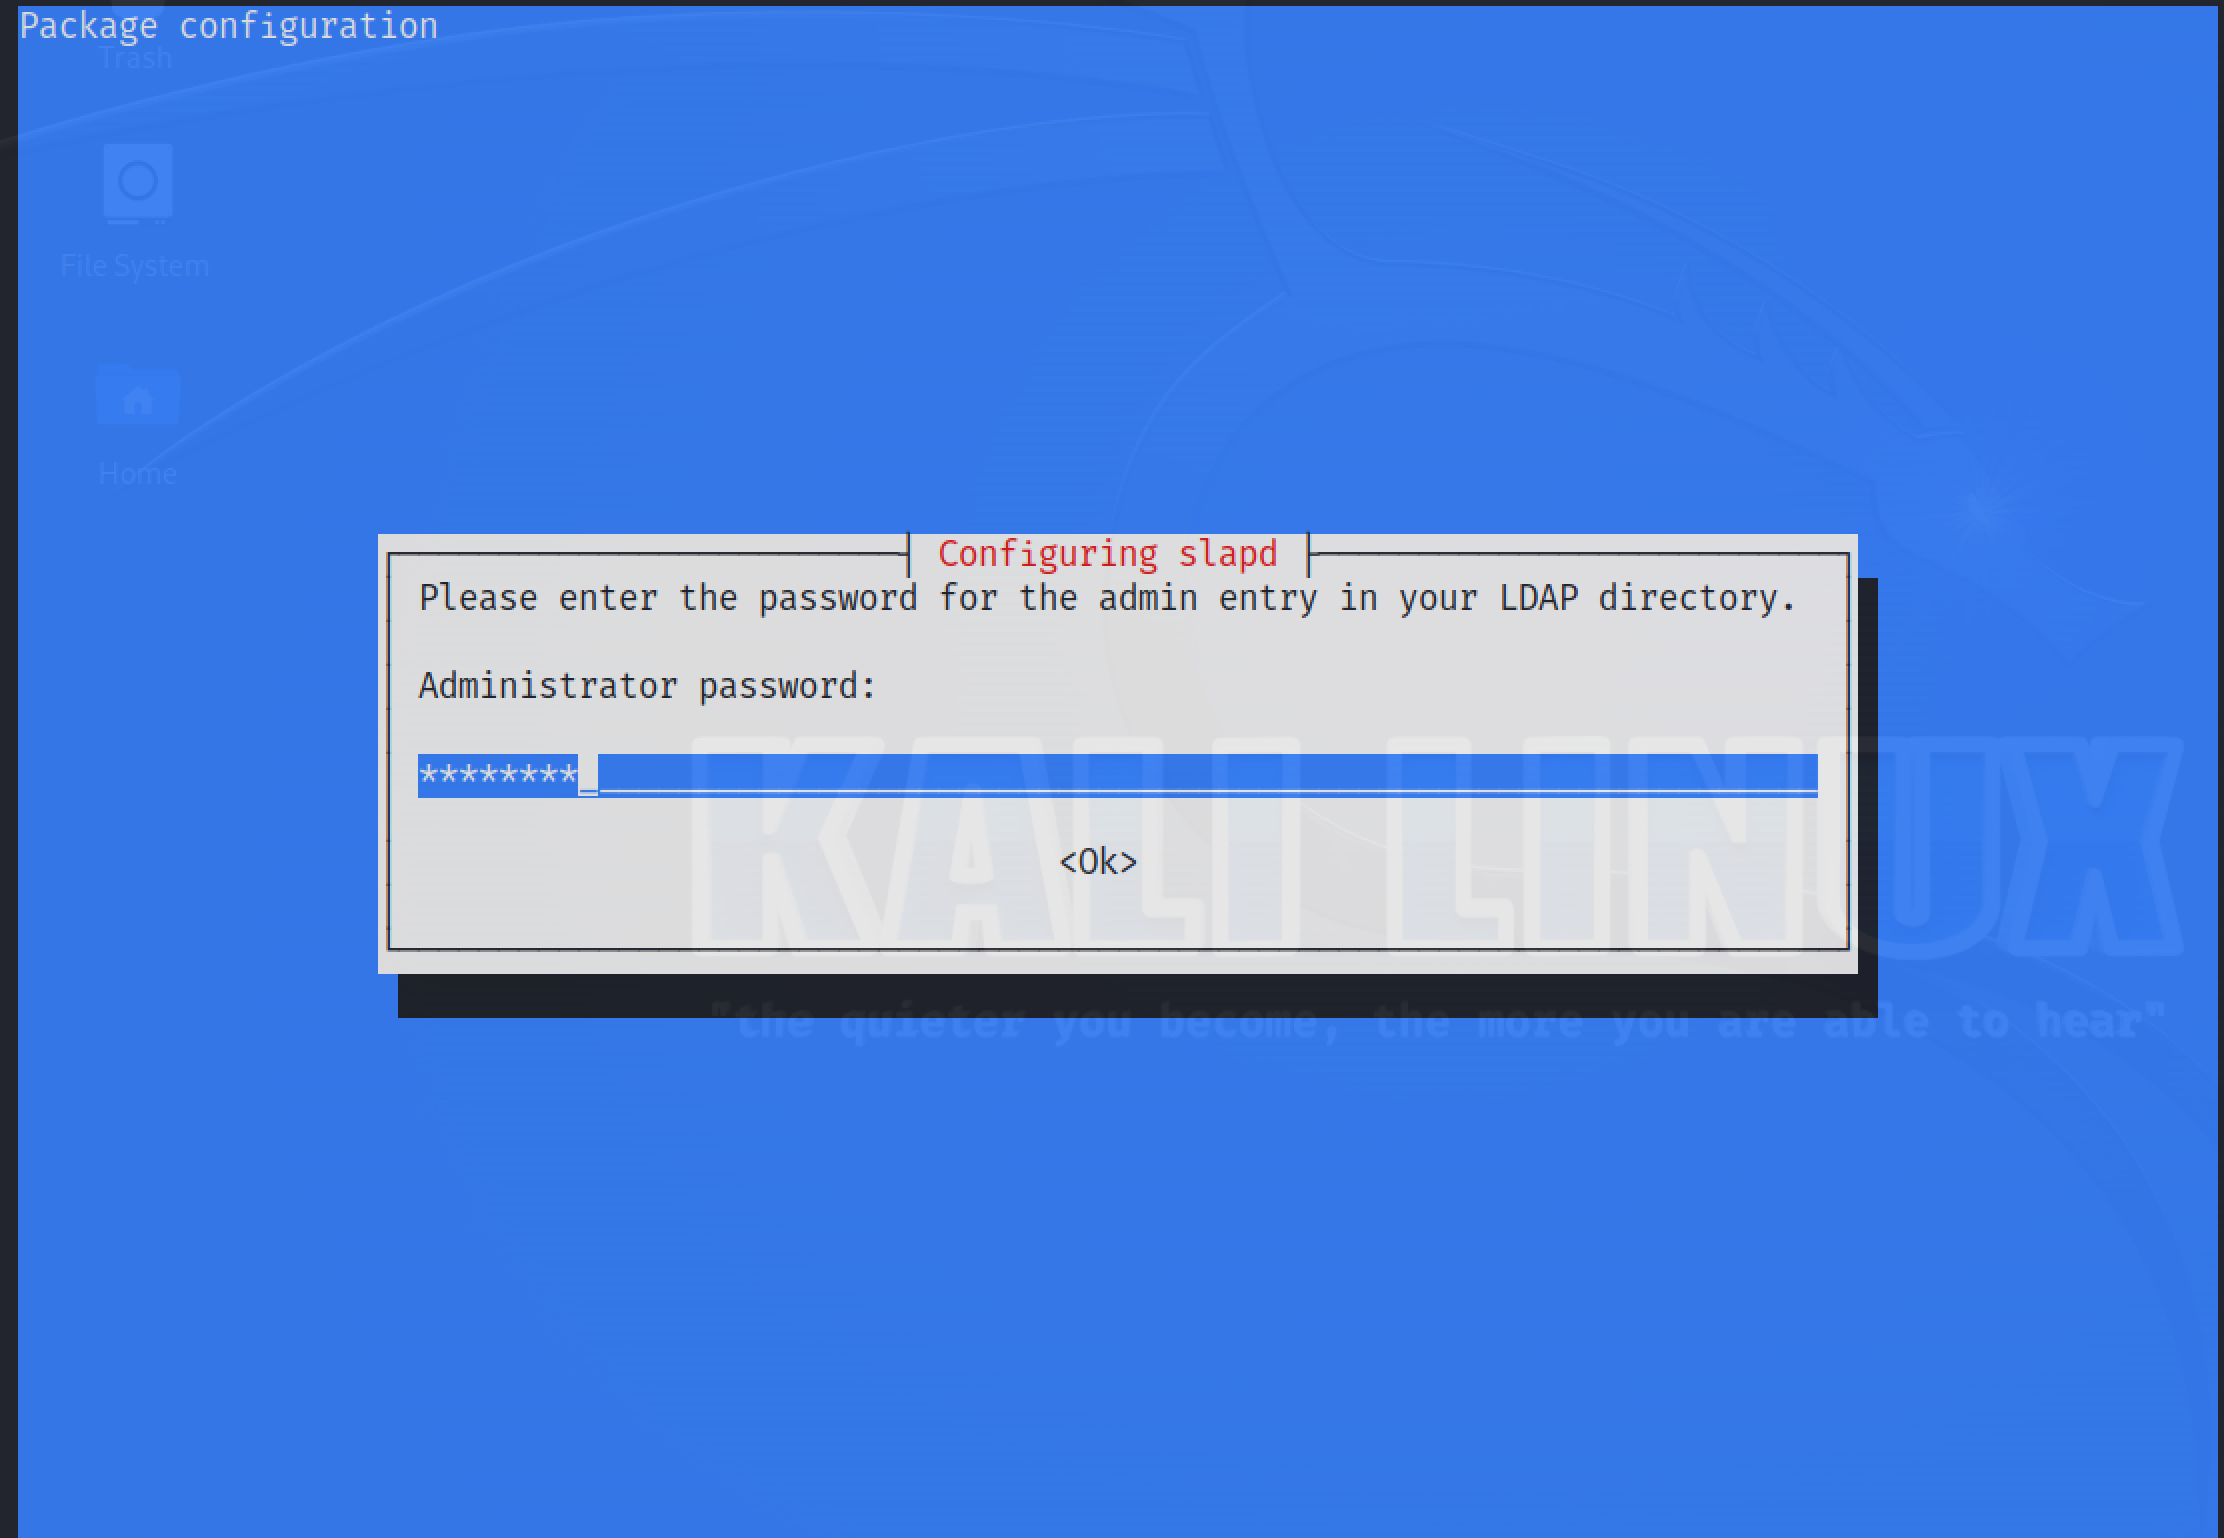 Package configuration
Trash
File System
Home
Configuring slapd
Please enter the password for the admin entry in your LDAP directory.
Administrator password:
********_
<Ok>
KALI LINUX
"the quieter you become, the more you are able to hear"